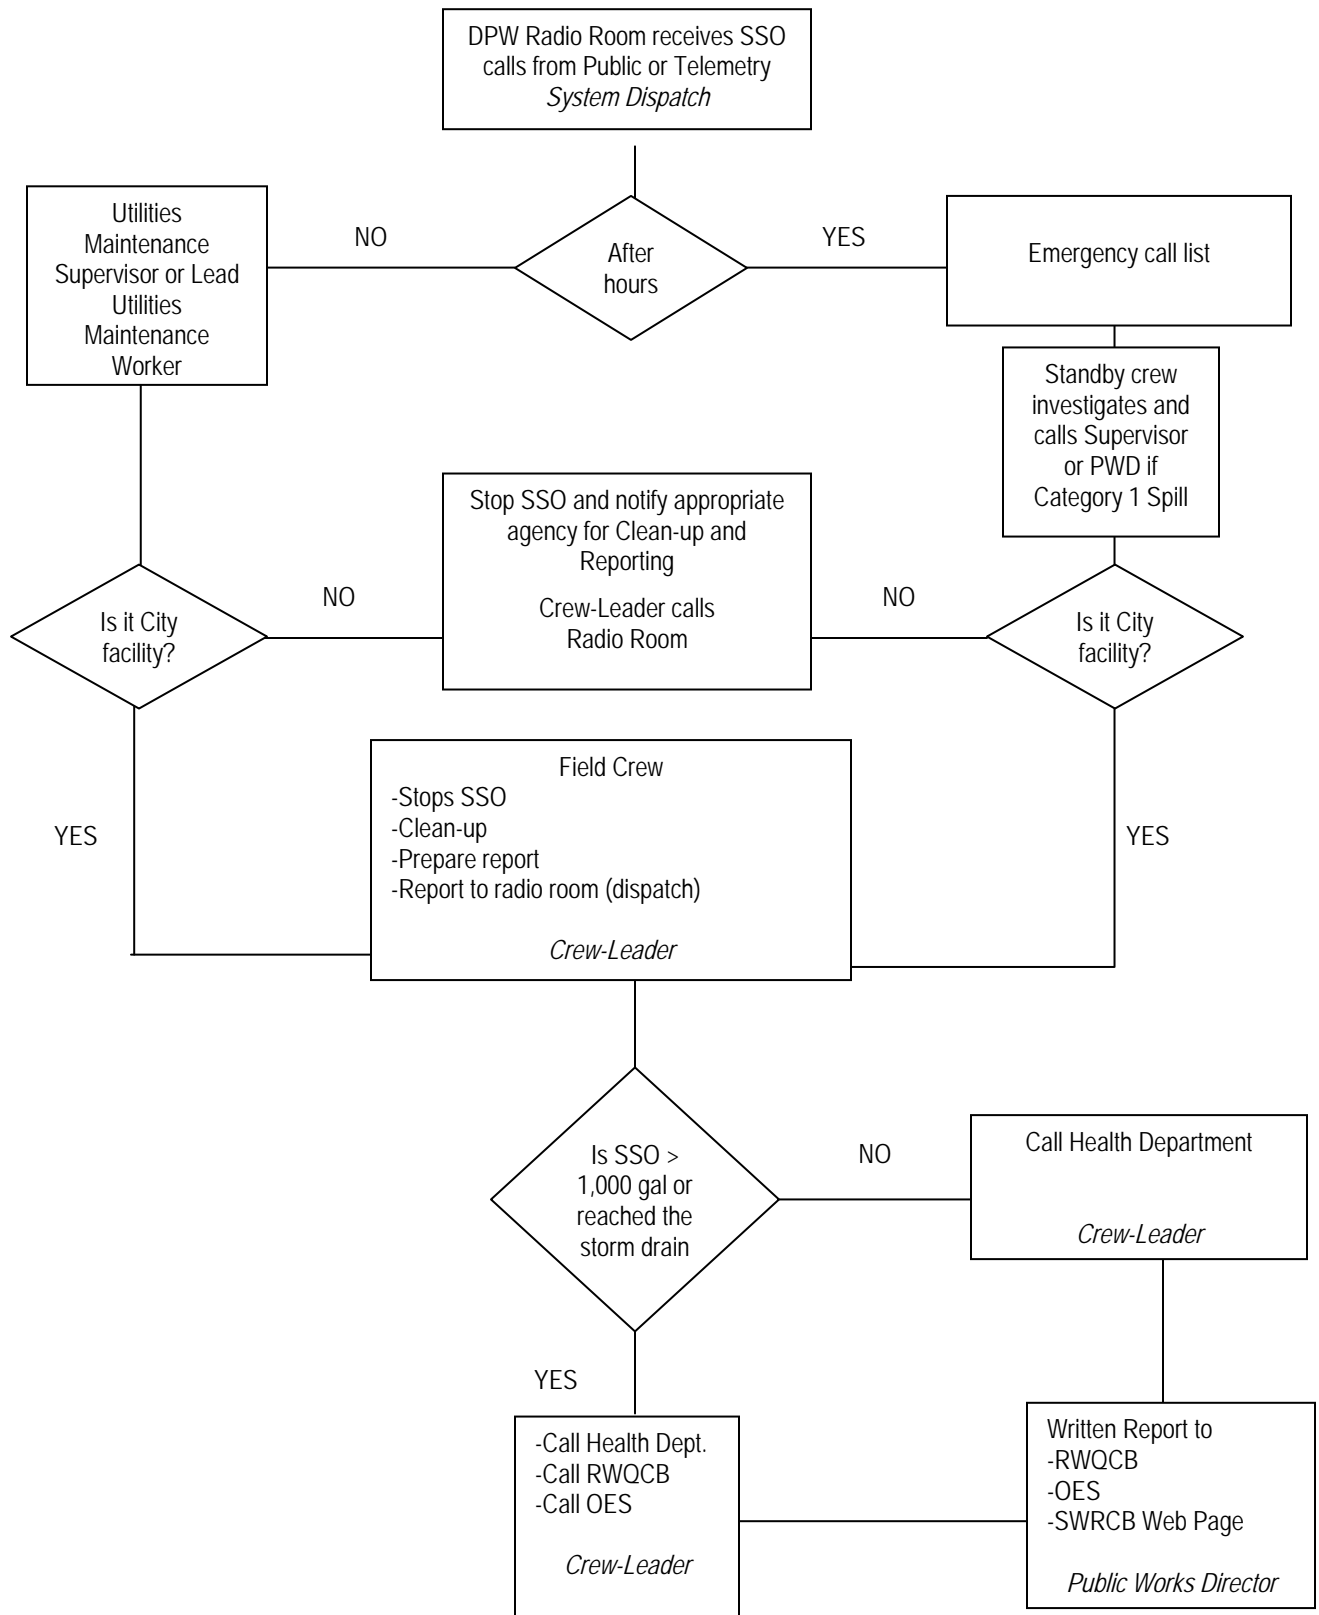 DPW Radio Room receives SSO
calls from Public or Telemetry
System Dispatch
Utilities
Maintenance
Supervisor or Lead
Utilities
Maintenance
Worker
NO
After
hours
YES
Emergency call list
Standby crew
investigates and
calls Supervisor
or PWD if
Category 1 Spill
Stop SSO and notify appropriate
agency for Clean-up and
Reporting
Crew-Leader calls
Radio Room
Is it City
facility?
NO
NO
Is it City
facility?
YES
Field Crew
-Stops SSO
-Clean-up
-Prepare report
-Report to radio room (dispatch)
Crew-Leader
YES
Is SSO >
1,000 gal or
reached the
storm drain
NO
Call Health Department
Crew-Leader
YES
-Call Health Dept.
-Call RWQCB
-Call OES
Crew-Leader
Written Report to
-RWQCB
-OES
-SWRCB Web Page
Public Works Director